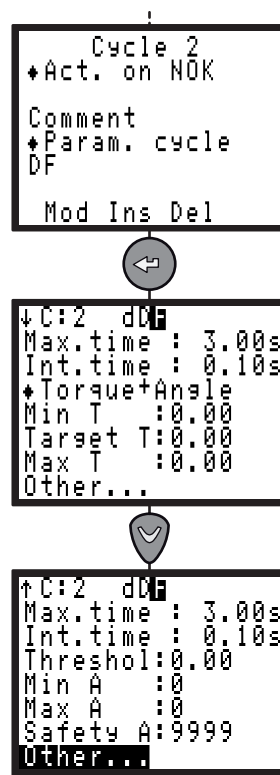 Cycle 2
♦Act. on NOK
Comment
♦Param. cycle
DF
Mod Ins Del
↓C:2 dDF
Max.time : 3.00s
Int.time : 0.10s
♦Torque+Angle
Min T :0.00
Target T:0.00
Max T :0.00
Other...
↑C:2 dDF
Max.time : 3.00s
Int.time : 0.10s
Threshol:0.00
Min A :0
Max A :0
Safety A:9999
Other...